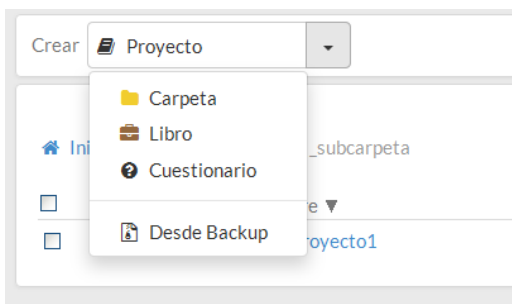 Crear Proyecto
Carpeta
Libro
Ini _subcarpeta
Cuestionario
e ▼
Desde Backup
royecto1